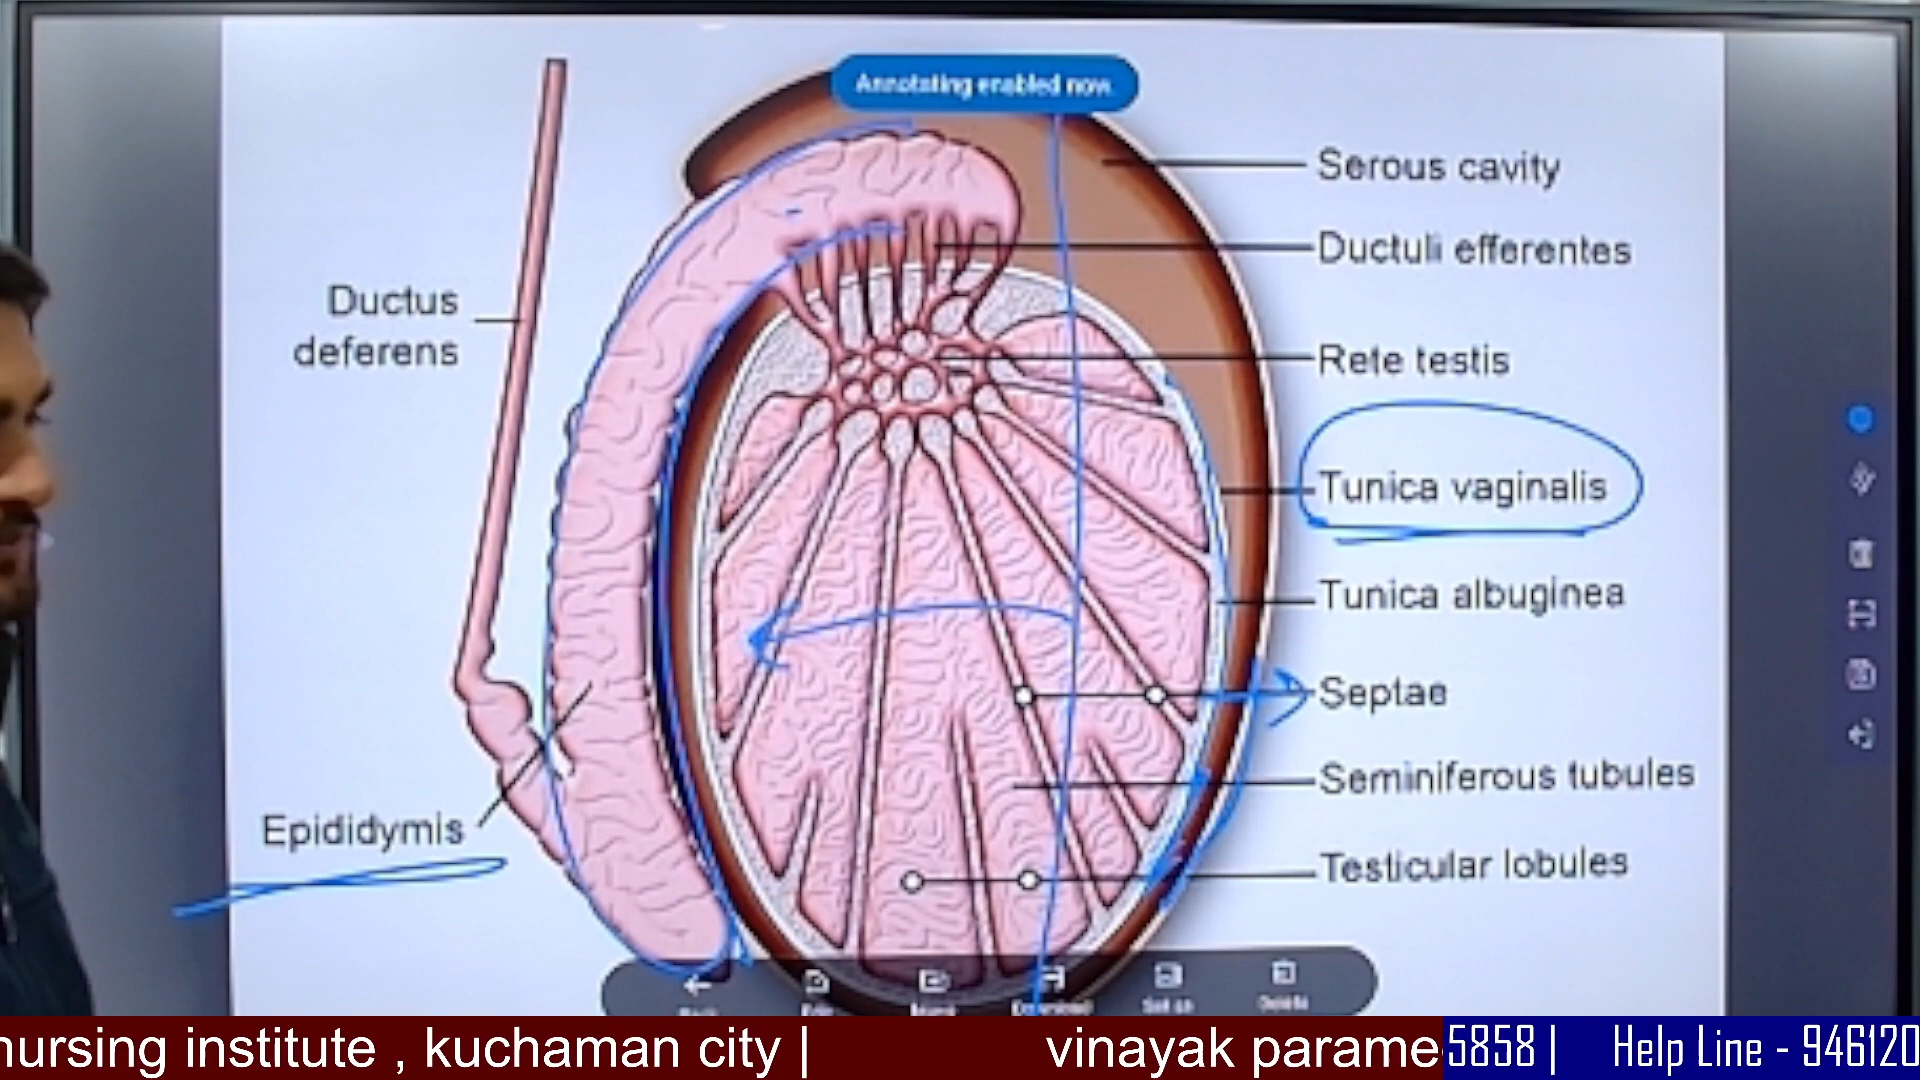 Annotating enabled now
Serous cavity
Ductuli efferentes
Ductus
deferens
Rete testis
Tunica vaginalis
Tunica albuginea
Septae
Seminiferous tubules
Epididymis
Testicular lobules
Delete
nursing institute , kuchaman city | vinayak parame
5858 | Help Line - 946120